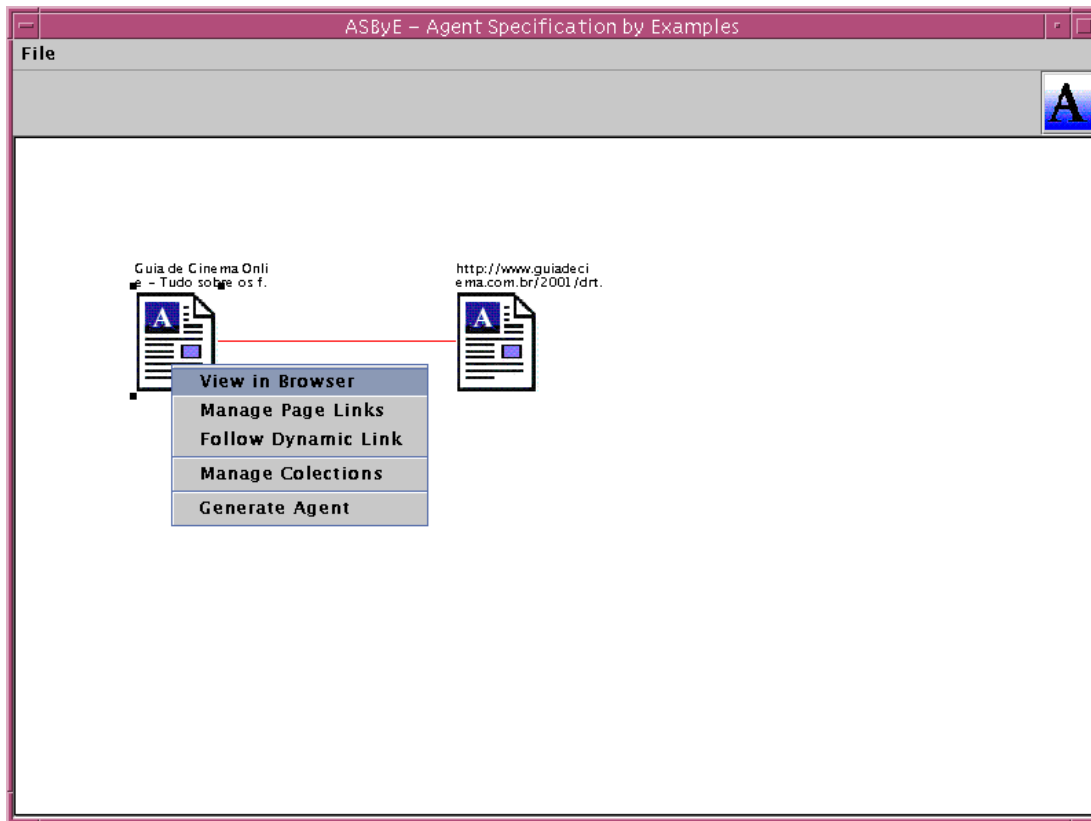 ASByE – Agent Specification by Examples
File
A
Guia de Cinema Onli
e – Tudo sobre os f.
http://www.guiadeci
ema.com.br/2001/drt.
A
A
View in Browser
Manage Page Links
Follow Dynamic Link
Manage Colections
Generate Agent